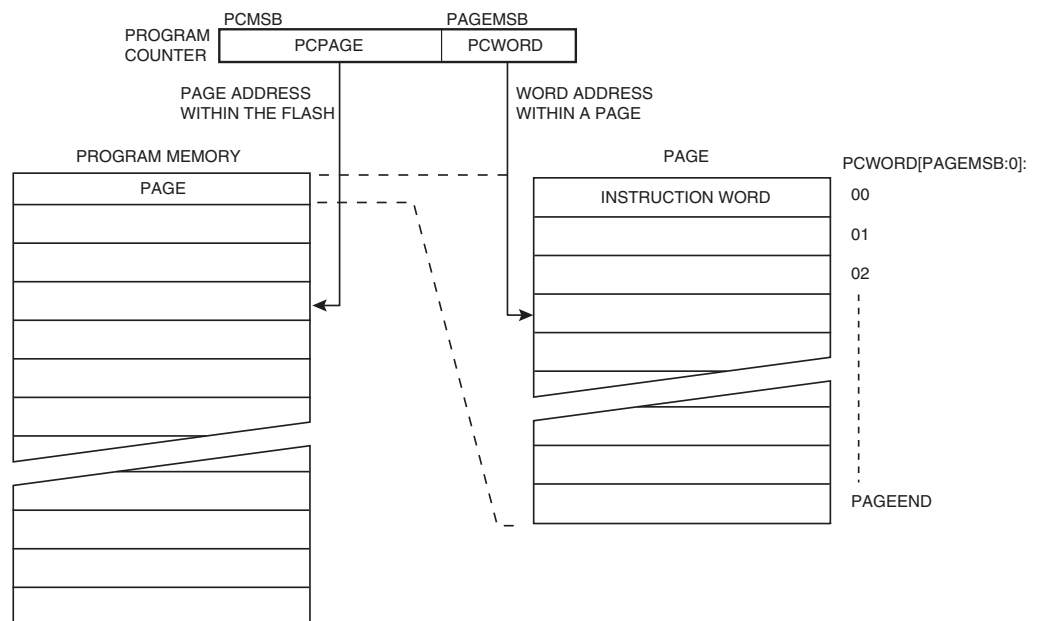 PCMSB
PAGEMSB
PROGRAM
COUNTER
PCPAGE
PCWORD
PAGE ADDRESS
WITHIN THE FLASH
WORD ADDRESS
WITHIN A PAGE
PROGRAM MEMORY
PAGE
PAGE
INSTRUCTION WORD
PCWORD[PAGEMSB:0]:
00
01
02
PAGEEND